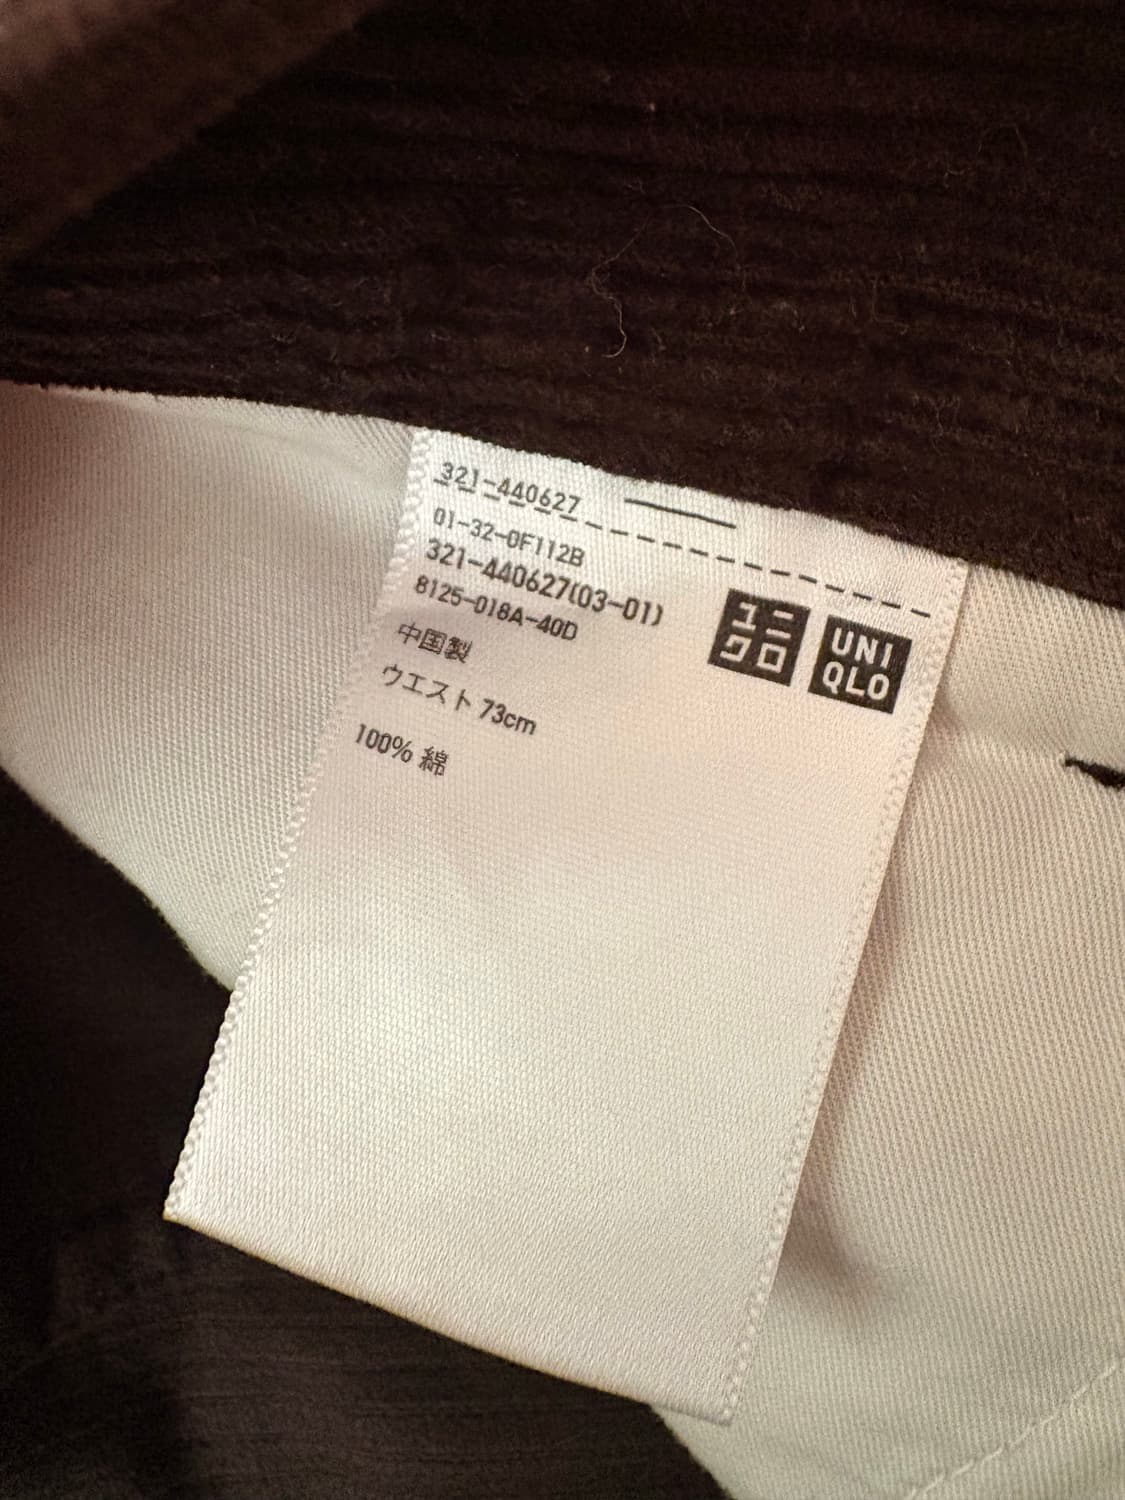 321-440627
01-32-0F112B
321-440627(03-01)
8125-018A-40D
中国製
ウエスト 73cm
100% 綿
ユニ
クロ
UNI
QLO